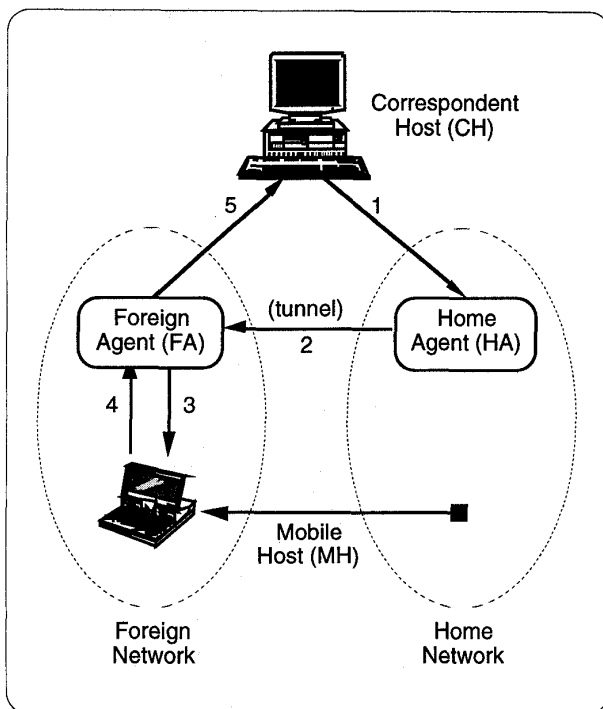 Correspondent
Host (CH)
5
1
Foreign
Agent (FA)
(tunnel)
2
Home
Agent (HA)
4
3
Mobile
Host (MH)
Foreign
Network
Home
Network